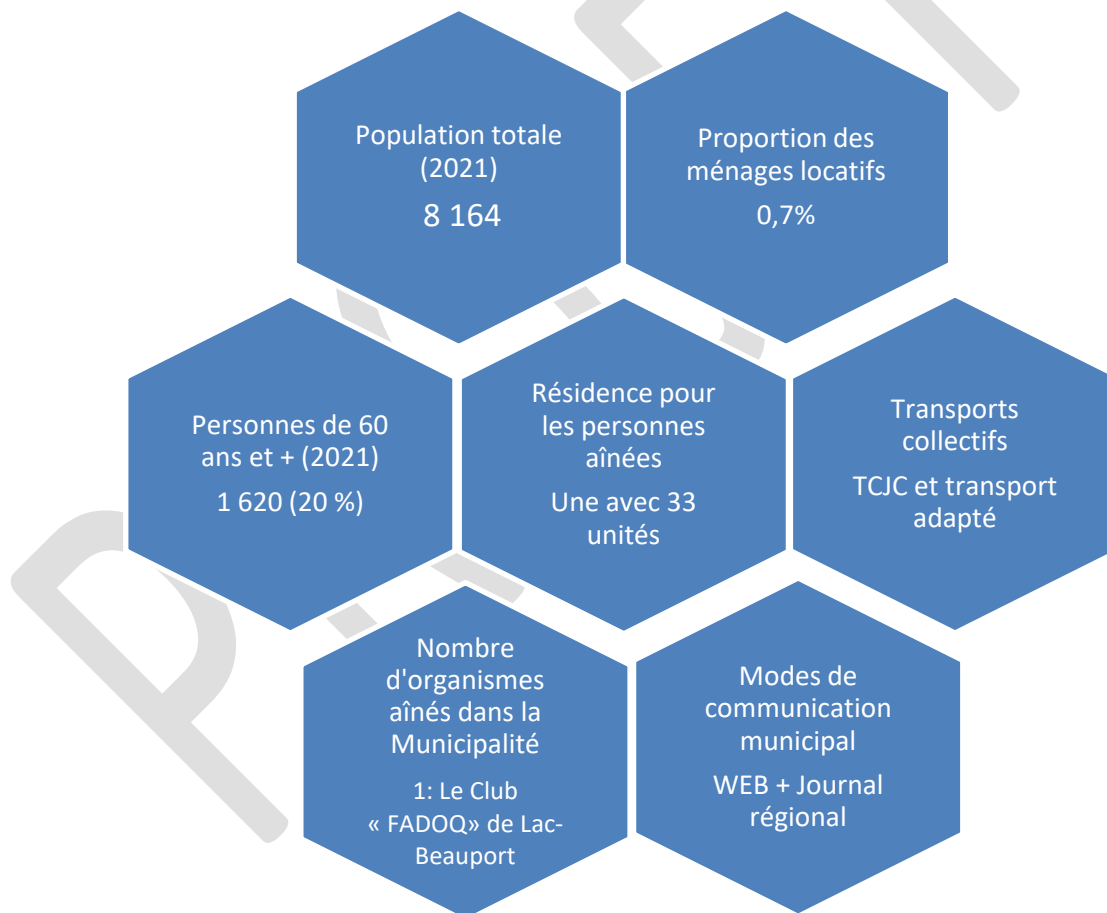 Population totale
(2021)
8 164
Proportion des
ménages locatifs
0,7%
Personnes de 60
ans et + (2021)
1 620 (20 %)
Résidence pour
les personnes
aînées
Une avec 33
unités
Transports
collectifs
TCJC et transport
adapté
Nombre
d'organismes
aînés dans la
Municipalité
1: Le Club
« FADOQ» de Lac-
Beauport
Modes de
communication
municipal
WEB + Journal
régional